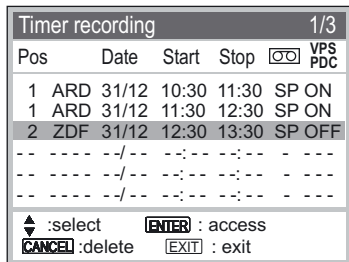 Timer recording 1/3
Pos Date Start Stop VPS PDC
1 ARD 31/12 10:30 11:30 SP ON
1 ARD 31/12 11:30 12:30 SP ON
2 ZDF 31/12 12:30 13:30 SP OFF
-- ---- --/-- --:-- --:-- - ---
-- ---- --/-- --:-- --:-- - ---
-- ---- --/-- --:-- --:-- - ---
:select ENTER : access
CANCEL :delete EXIT : exit